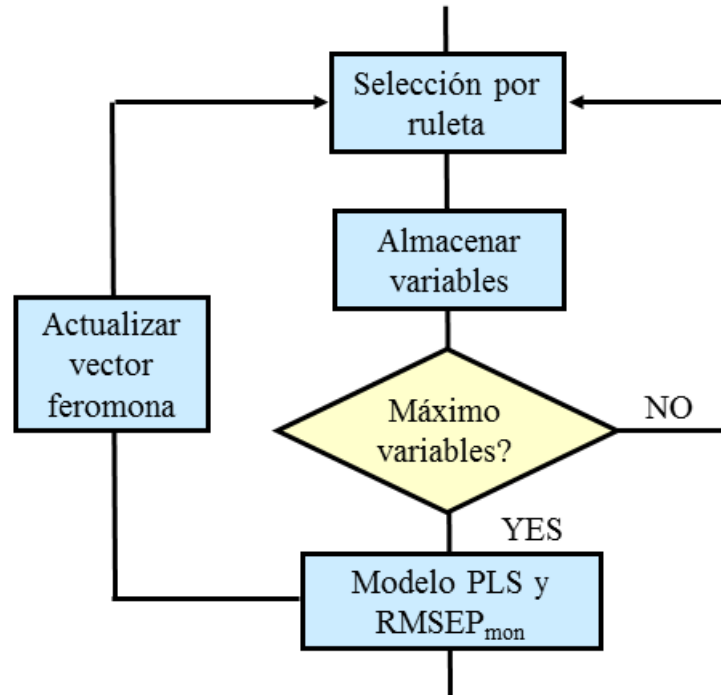 Selección por
ruleta
Almacenar
variables
Actualizar
vector
feromona
Máximo
variables?
NO
YES
Modelo PLS y
RMSEPmon